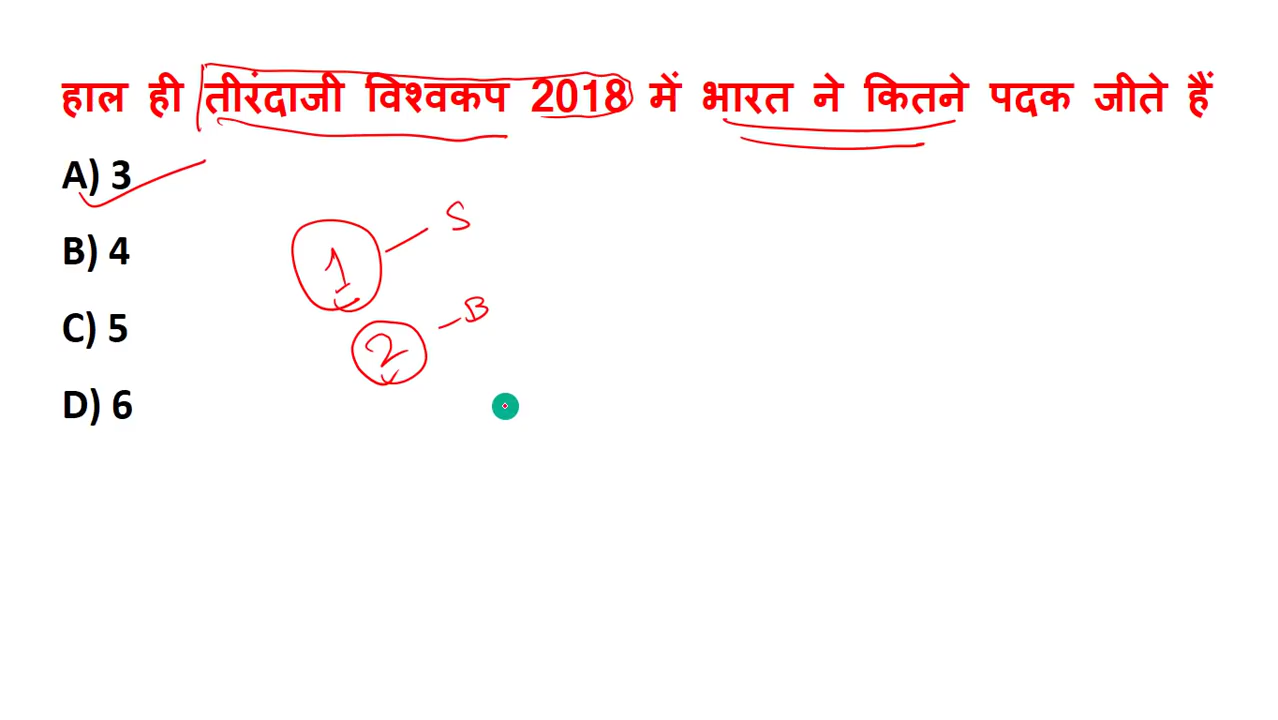 हाल ही तीरंदाजी विश्वकप 2018 में भारत ने कितने पदक जीते हैं
A) 3
1 S
B) 4
2 B
C) 5
D) 6